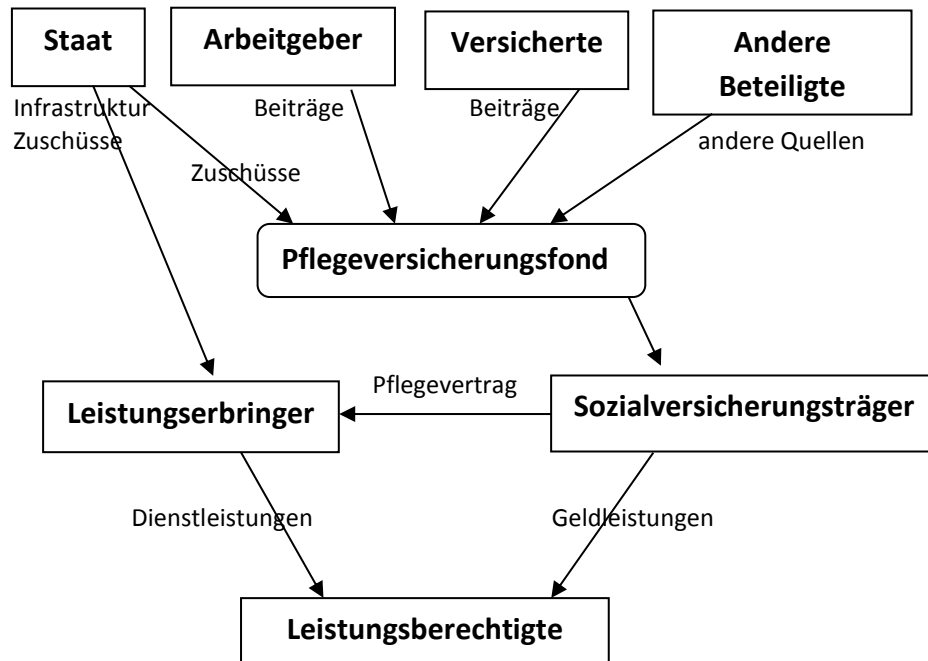 Staat
Arbeitgeber
Versicherte
Andere
Beteiligte
Infrastruktur
Zuschüsse
Beiträge
Beiträge
andere Quellen
Zuschüsse
Pflegeversicherungsfond
Pflegevertrag
Leistungserbringer
Sozialversicherungsträger
Dienstleistungen
Geldleistungen
Leistungsberechtigte